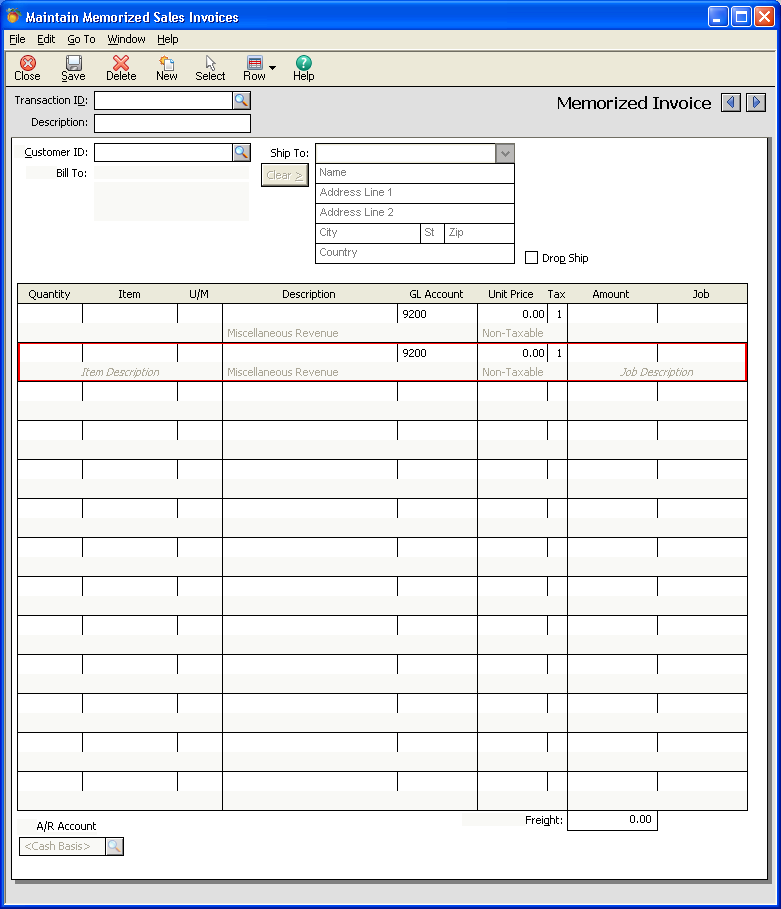 Maintain Memorized Sales Invoices
File Edit Go To Window Help
Close Save Delete New Select Row Help
Transaction ID:
Memorized Invoice
Description:
Customer ID:
Ship To:
Bill To:
Clear >
Name
Address Line 1
Address Line 2
City St Zip
Country
Drop Ship
Quantity Item U/M Description GL Account Unit Price Tax Amount Job
9200 0.00 1
Miscellaneous Revenue Non-Taxable
9200 0.00 1
Item Description Miscellaneous Revenue Non-Taxable Job Description
Freight: 0.00
A/R Account
<Cash Basis>